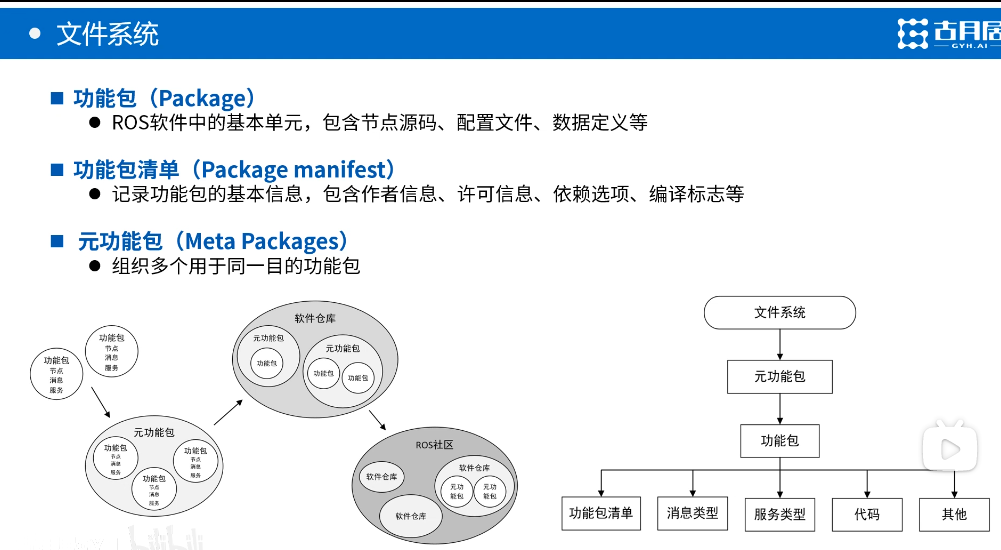 文件系统
古月居
GYH.AI
功能包（Package）
ROS软件中的基本单元，包含节点源码、配置文件、数据定义等
功能包清单（Package manifest）
记录功能包的基本信息，包含作者信息、许可信息、依赖选项、编译标志等
元功能包（Meta Packages）
组织多个用于同一目的功能包
功能包
节点
消息
服务
功能包
节点
消息
服务
元功能包
功能包
节点
消息
服务
功能包
节点
消息
服务
功能包
节点
消息
服务
软件仓库
元功能包
功能包
元功能包
功能包
功能包
ROS社区
软件仓库
软件仓库
元功
能包
元功
能包
软件仓库
文件系统
元功能包
功能包
功能包清单
消息类型
服务类型
代码
其他
bilibili